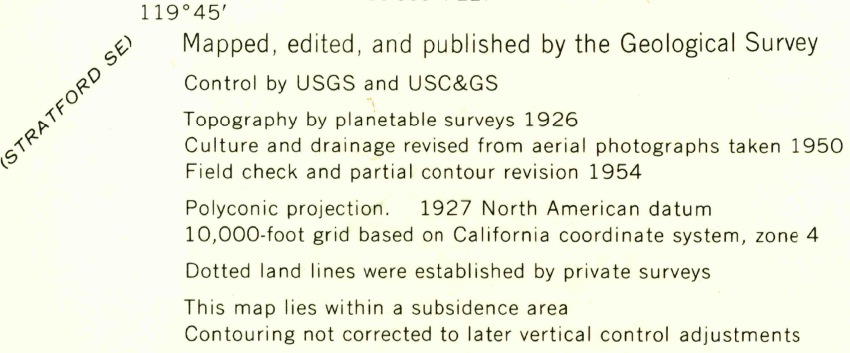 119°45′
(STRATFORD SE)
Mapped, edited, and published by the Geological Survey
Control by USGS and USC&GS
Topography by planetable surveys 1926
Culture and drainage revised from aerial photographs taken 1950
Field check and partial contour revision 1954
Polyconic projection. 1927 North American datum
10,000-foot grid based on California coordinate system, zone 4
Dotted land lines were established by private surveys
This map lies within a subsidence area
Contouring not corrected to later vertical control adjustments